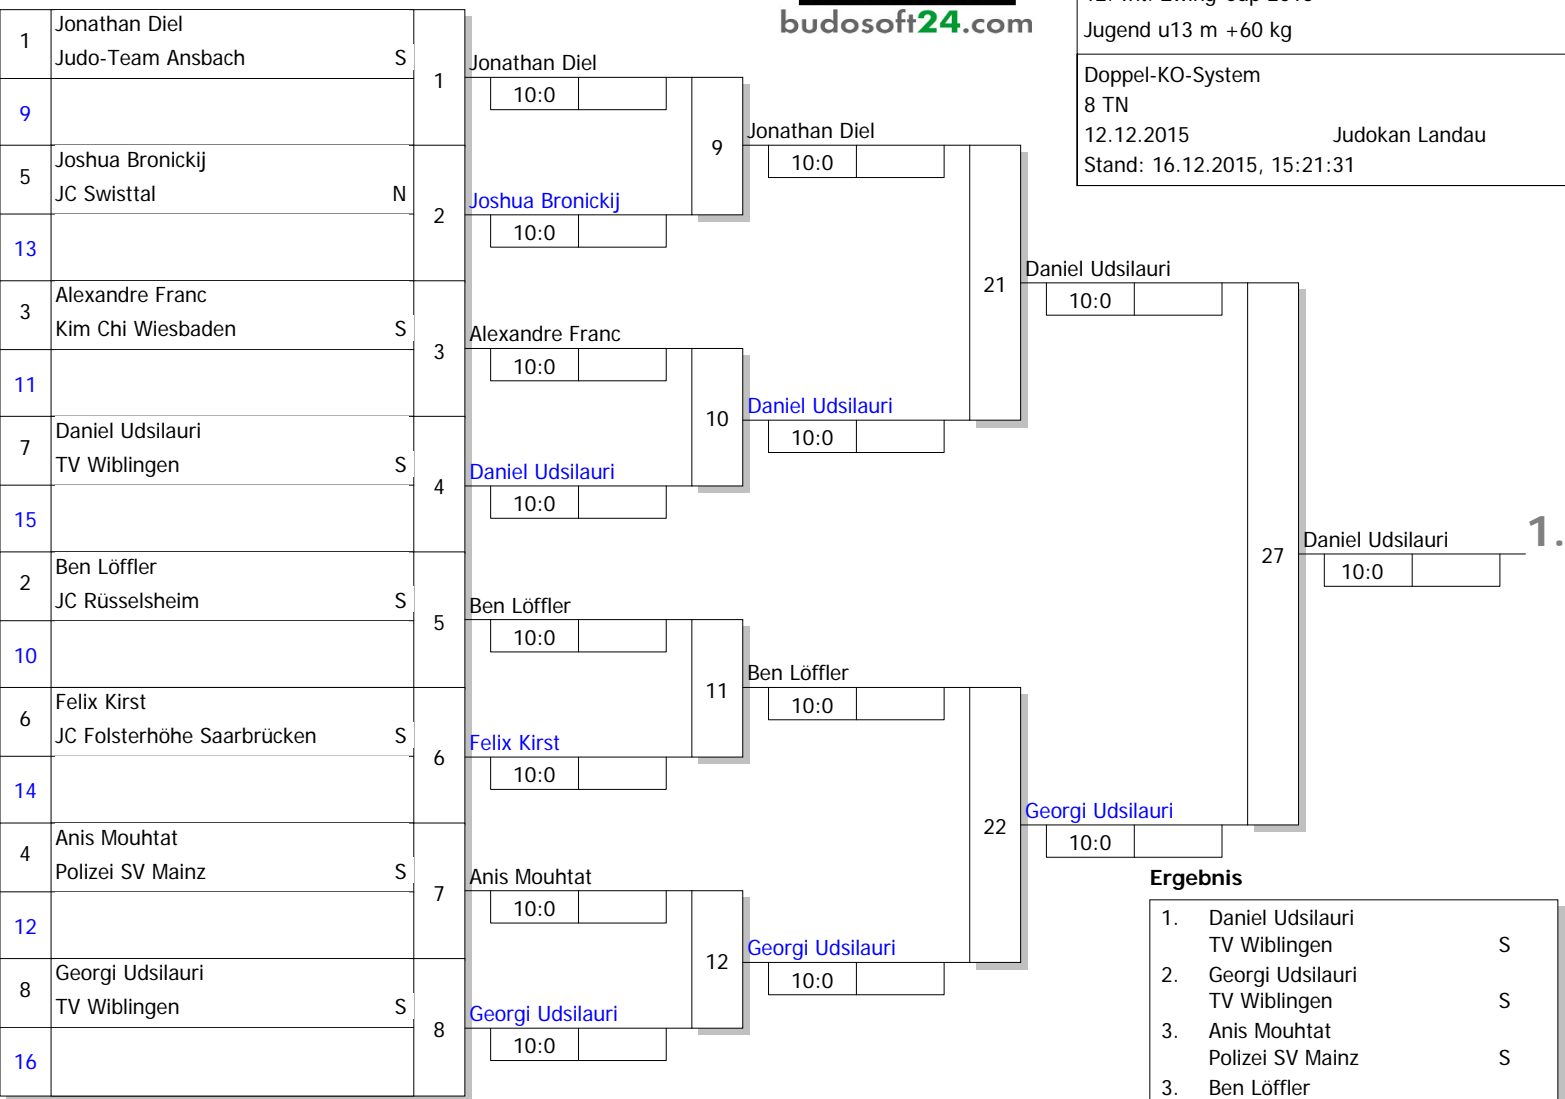 budosoft24.com
Jugend u13 m +60 kg
Doppel-KO-System
8 TN
12.12.2015 Judokan Landau
Stand: 16.12.2015, 15:21:31
1 Jonathan Diel
Judo-Team Ansbach S
9
5 Joshua Bronickij
JC Swisttal N
13
3 Alexandre Franc
Kim Chi Wiesbaden S
11
7 Daniel Udsilauri
TV Wiblingen S
15
2 Ben Löffler
JC Rüsselsheim S
10
6 Felix Kirst
JC Folsterhöhe Saarbrücken S
14
4 Anis Mouhtat
Polizei SV Mainz S
12
8 Georgi Udsilauri
TV Wiblingen S
16
1 Jonathan Diel
10:0
2 Joshua Bronickij
10:0
3 Alexandre Franc
10:0
4 Daniel Udsilauri
10:0
5 Ben Löffler
10:0
6 Felix Kirst
10:0
7 Anis Mouhtat
10:0
8 Georgi Udsilauri
10:0
9 Jonathan Diel
10:0
10 Daniel Udsilauri
10:0
11 Ben Löffler
10:0
12 Georgi Udsilauri
10:0
21 Daniel Udsilauri
10:0
22 Georgi Udsilauri
10:0
27 Daniel Udsilauri 1.
10:0
Ergebnis
1. Daniel Udsilauri
TV Wiblingen S
2. Georgi Udsilauri
TV Wiblingen S
3. Anis Mouhtat
Polizei SV Mainz S
3. Ben Löffler